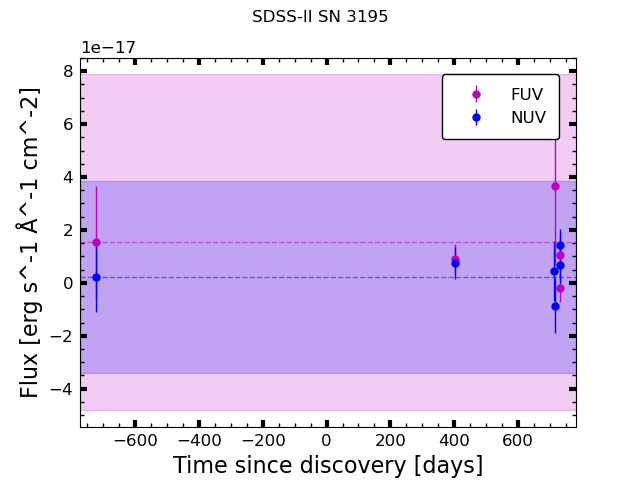 SDSS-II SN 3195
1e−17
8
6
4
2
0
−2
−4
Flux [erg s^-1 Å^-1 cm^-2]
FUV
NUV
−600 −400 −200 0 200 400 600
Time since discovery [days]